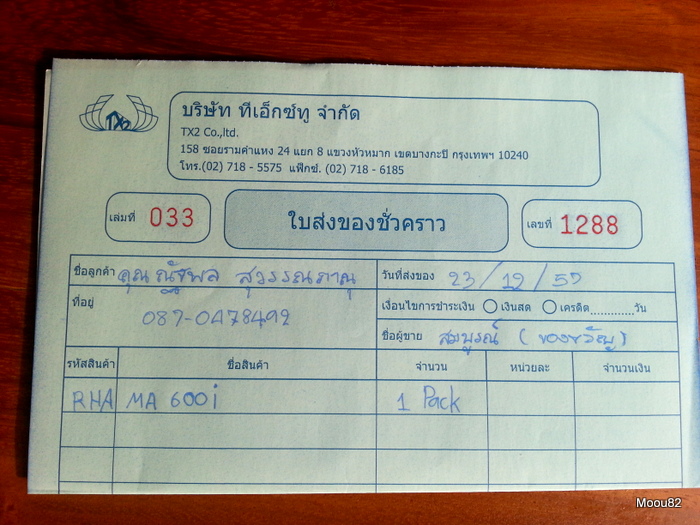 TX2
บริษัท ทีเอ็กซ์ทู จำกัด
TX2 Co.,ltd.
158 ซอยรามคำแหง 24 แยก 8 แขวงหัวหมาก เขตบางกะปิ กรุงเทพฯ 10240
โทร.(02) 718 - 5575 แฟ็กซ์. (02) 718 - 6185
เล่มที่ 033 ใบส่งของชั่วคราว เลขที่ 1288
ชื่อลูกค้า คุณ ณัฐพล สุวรรณภาณุ วันที่ส่งของ 23/12/57
ที่อยู่ 087-0478492 เงื่อนไขการชำระเงิน เงินสด เครดิต............วัน
ชื่อผู้ขาย สมบูรณ์ (ของขวัญ)
รหัสสินค้า ชื่อสินค้า จำนวน หน่วยละ จำนวนเงิน
RHA MA 600i 1 Pack
Moou82